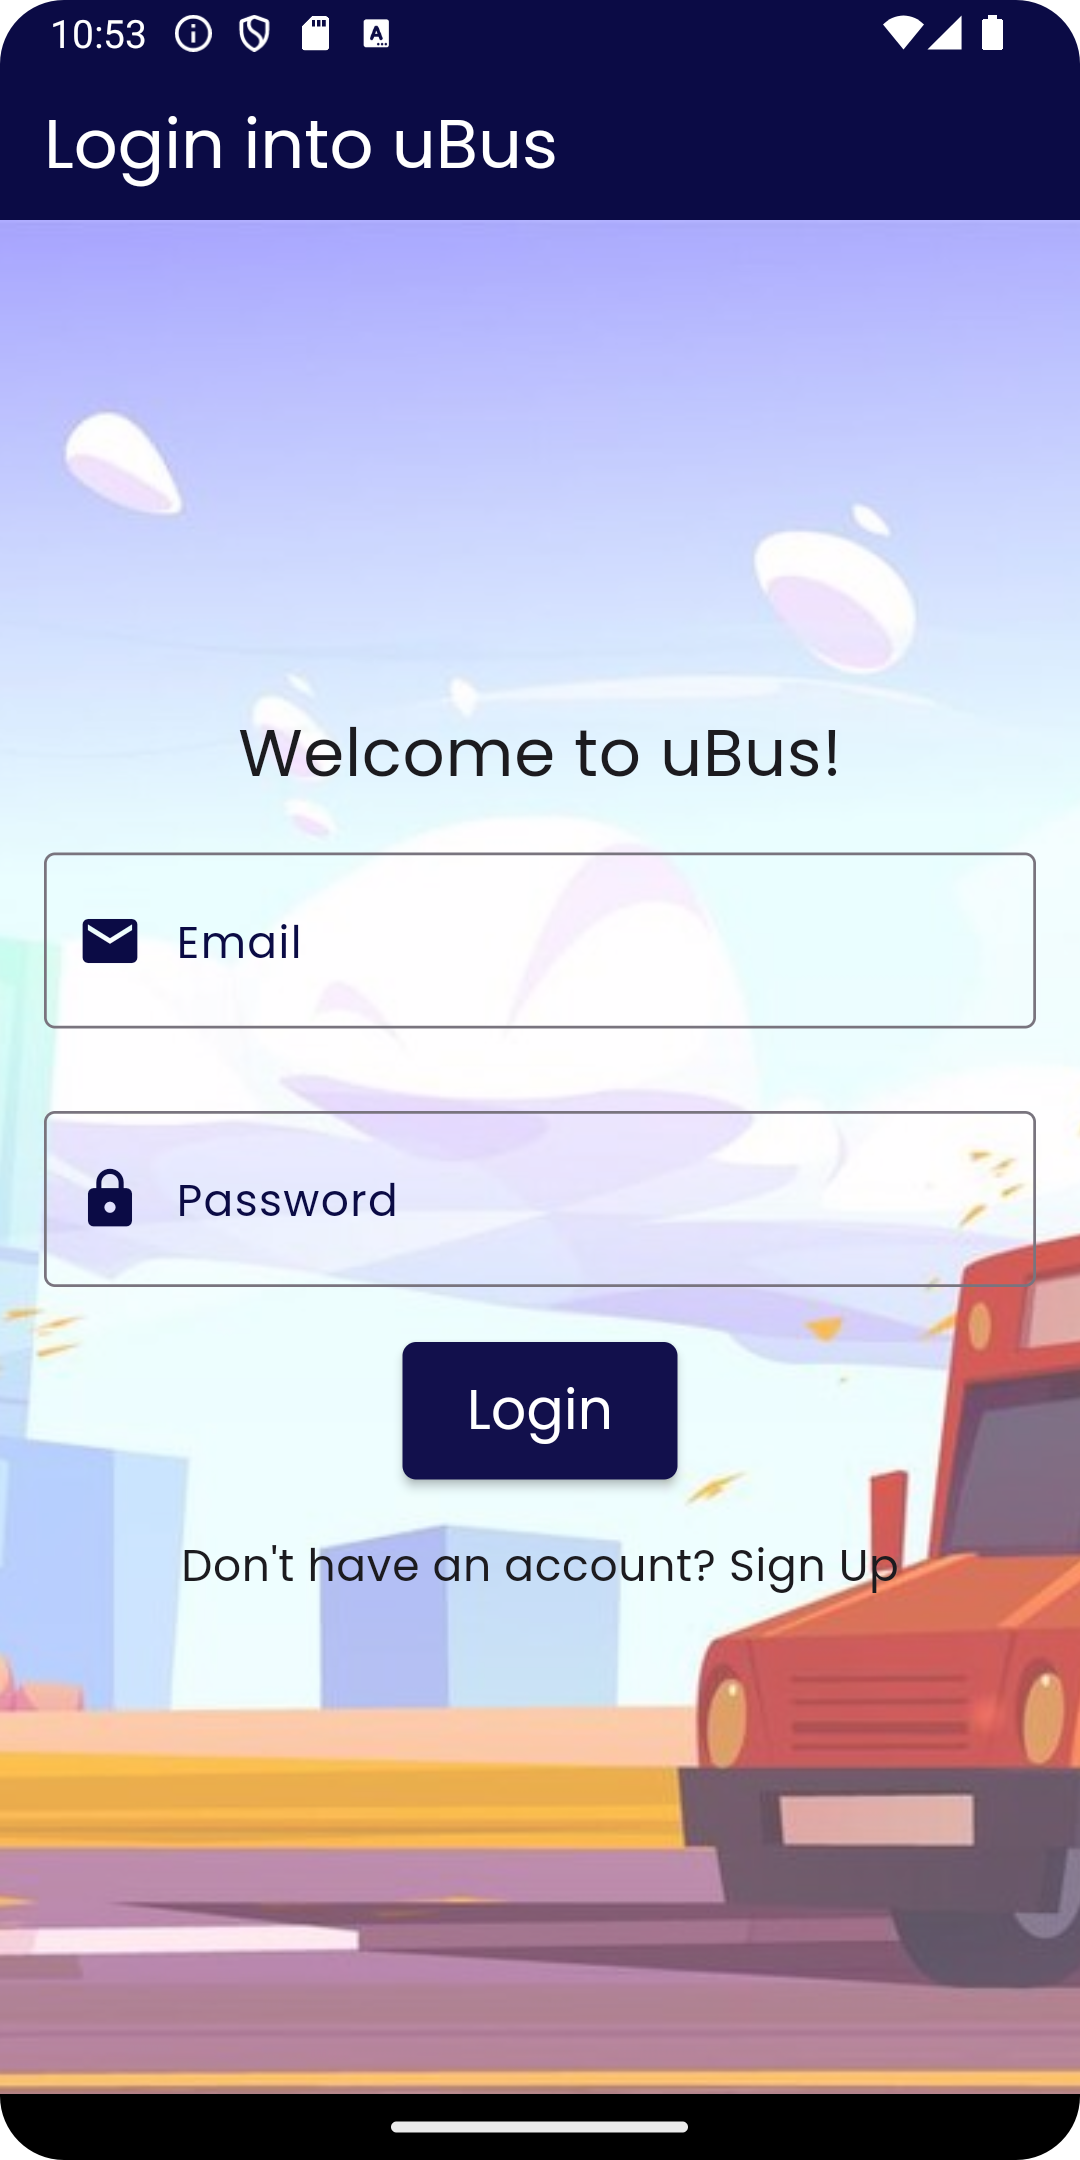 10:53
Login into uBus
Welcome to uBus!
Email
Password
Login
Don't have an account? Sign Up